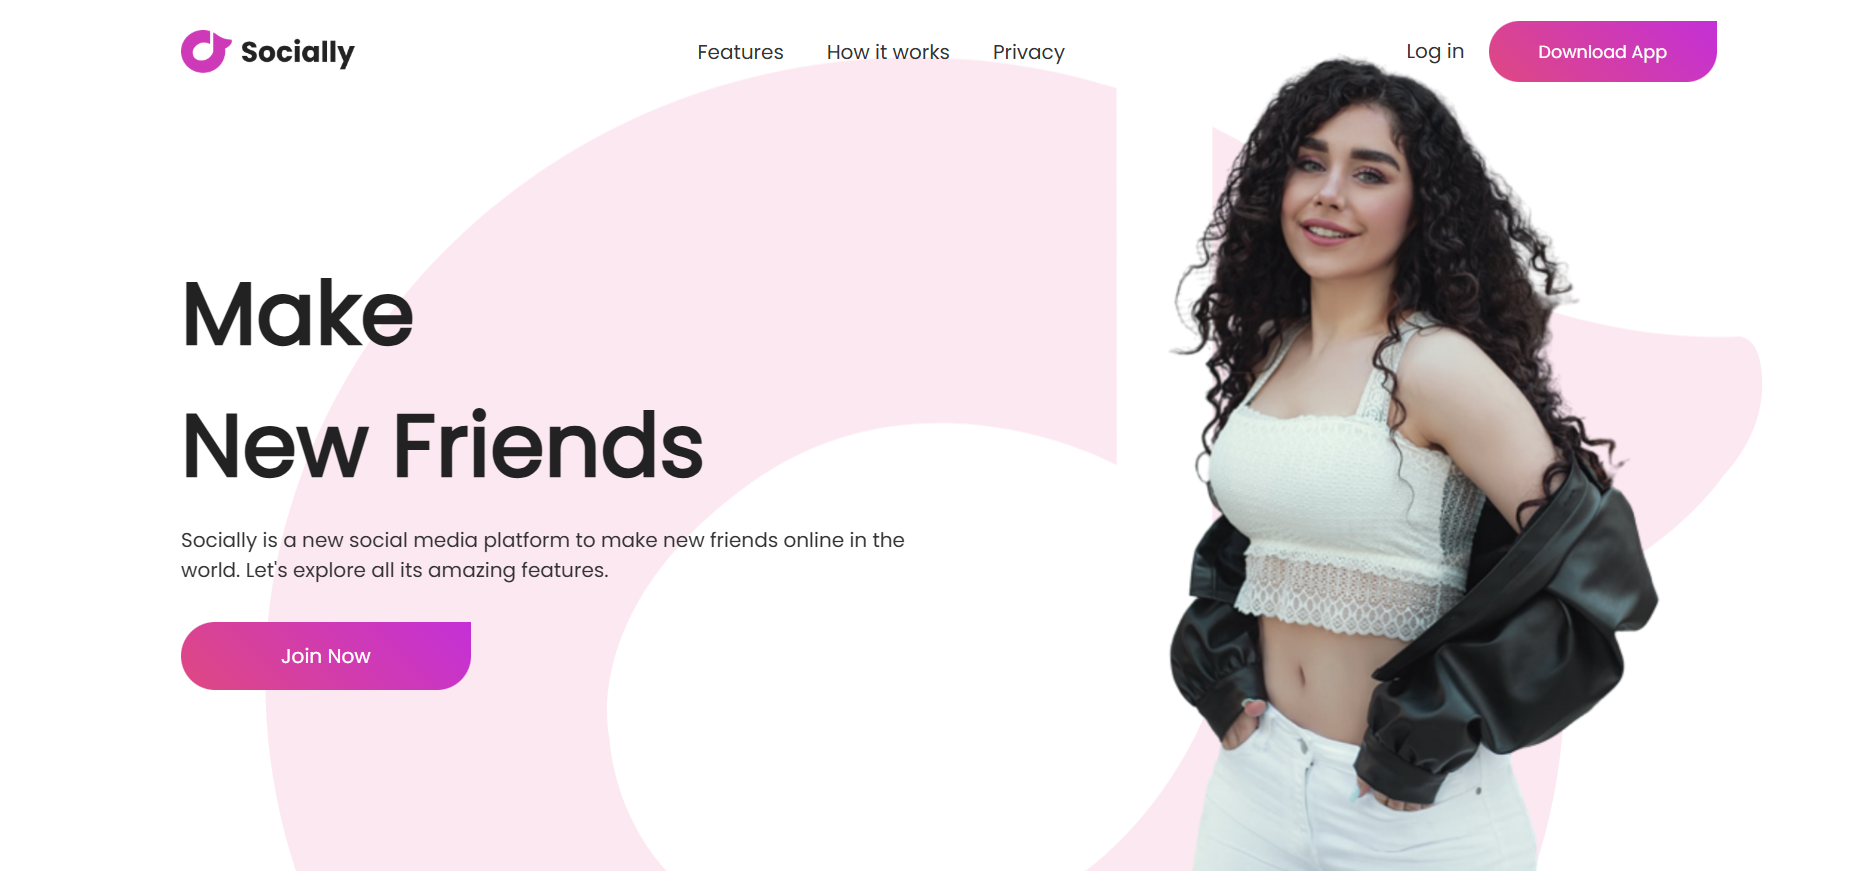 Socially
Features
How it works
Privacy
Log in
Download App
Make
New Friends
Socially is a new social media platform to make new friends online in the
world. Let's explore all its amazing features.
Join Now